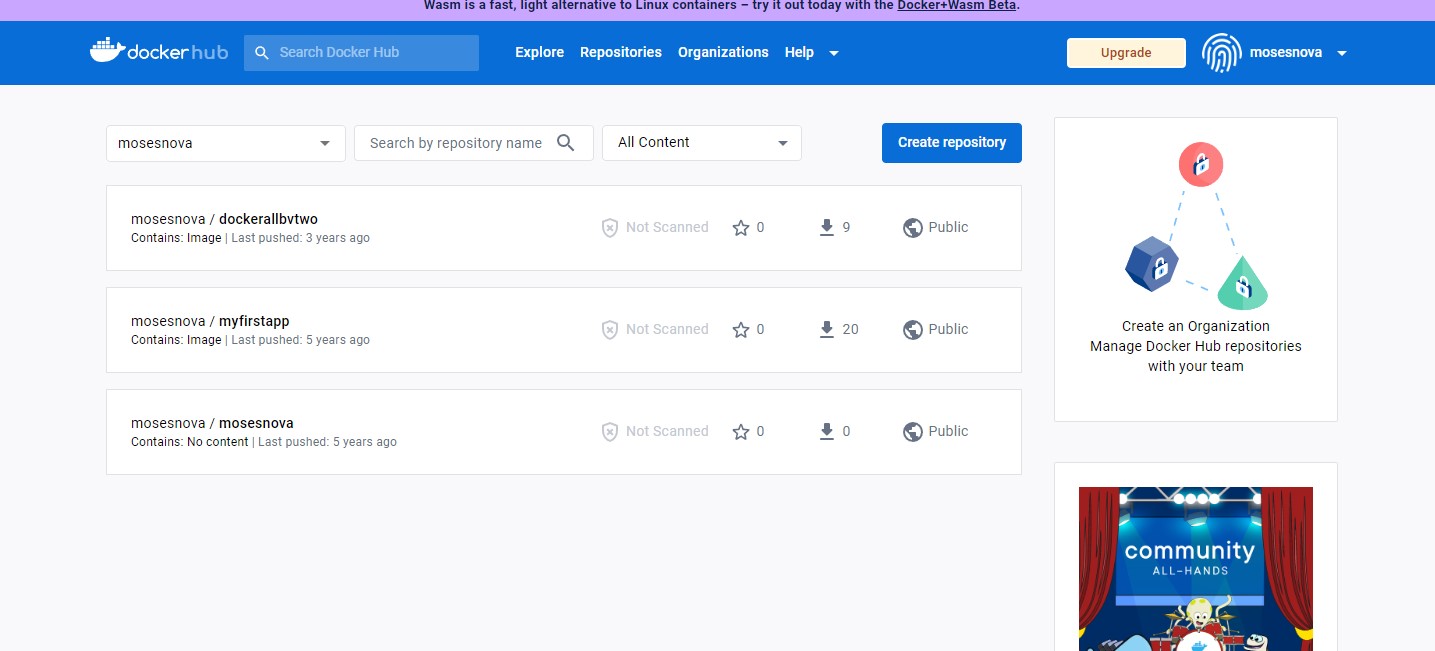 Wasm is a fast, light alternative to Linux containers – try it out today with the Docker+Wasm Beta.
dockerhub
Search Docker Hub
Explore
Repositories
Organizations
Help
Upgrade
mosesnova
mosesnova
Search by repository name
All Content
Create repository
mosesnova / dockerallbvtwo
Contains: Image | Last pushed: 3 years ago
Not Scanned
0
9
Public
mosesnova / myfirstapp
Contains: Image | Last pushed: 5 years ago
Not Scanned
0
20
Public
mosesnova / mosesnova
Contains: No content | Last pushed: 5 years ago
Not Scanned
0
0
Public
Create an Organization
Manage Docker Hub repositories
with your team
community
ALL-HANDS